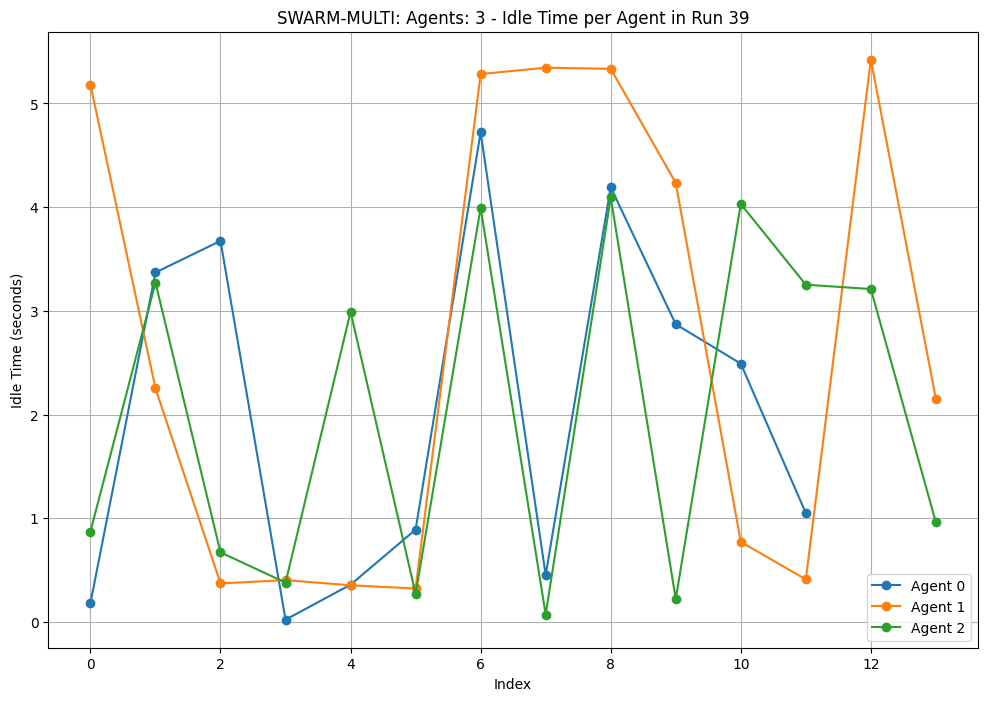 SWARM-MULTI: Agents: 3 - Idle Time per Agent in Run 39
Idle Time (seconds)
5
4
3
2
1
0
0 2 4 6 8 10 12
Index
Agent 0
Agent 1
Agent 2